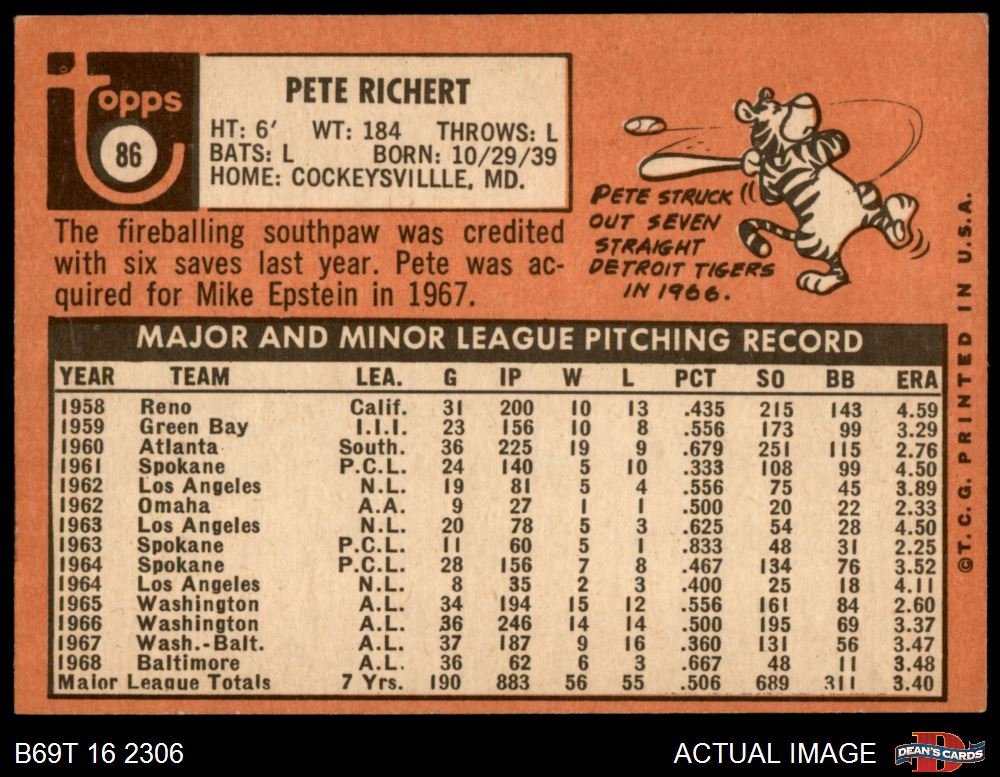 Topps
86
PETE RICHERT
HT: 6' WT: 184 THROWS: L
BATS: L BORN: 10/29/39
HOME: COCKEYSVILLLE, MD.
The fireballing southpaw was credited
with six saves last year. Pete was ac-
quired for Mike Epstein in 1967.
PETE STRUCK
OUT SEVEN
STRAIGHT
DETROIT TIGERS
IN 1966.
MAJOR AND MINOR LEAGUE PITCHING RECORD
YEAR TEAM LEA. G IP W L PCT SO BB ERA
1958 Reno Calif. 31 200 10 13 .435 215 143 4.59
1959 Green Bay I.I.I. 23 156 10 8 .556 173 99 3.29
1960 Atlanta South. 36 225 19 9 .679 251 115 2.76
1961 Spokane P.C.L. 24 140 5 10 .333 108 99 4.50
1962 Los Angeles N.L. 19 81 5 4 .556 75 45 3.89
1962 Omaha A.A. 9 27 1 1 .500 20 22 2.33
1963 Los Angeles N.L. 20 78 5 3 .625 54 28 4.50
1963 Spokane P.C.L. 11 60 5 1 .833 48 31 2.25
1964 Spokane P.C.L. 28 156 7 8 .467 134 76 3.52
1964 Los Angeles N.L. 8 35 2 3 .400 25 18 4.11
1965 Washington A.L. 34 194 15 12 .556 161 84 2.60
1966 Washington A.L. 36 246 14 14 .500 195 69 3.37
1967 Wash.-Balt. A.L. 37 187 9 16 .360 131 56 3.47
1968 Baltimore A.L. 36 62 6 3 .667 48 11 3.48
Major League Totals 7 Yrs. 190 883 56 55 .506 689 311 3.40
©T.C.G. PRINTED IN U.S.A.
B69T 16 2306
ACTUAL IMAGE
DEAN'S CARDS